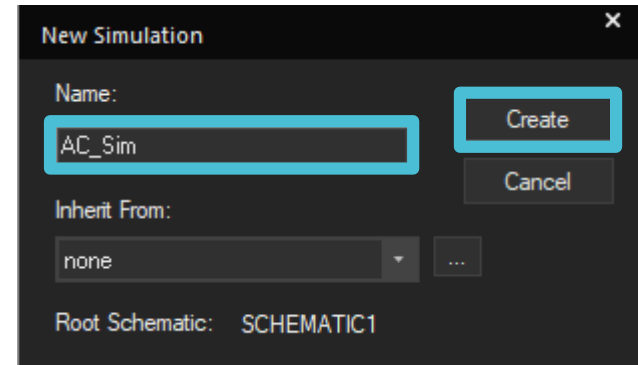 New Simulation
×
Name:
AC_Sim
Create
Cancel
Inherit From:
none
...
Root Schematic: SCHEMATIC1